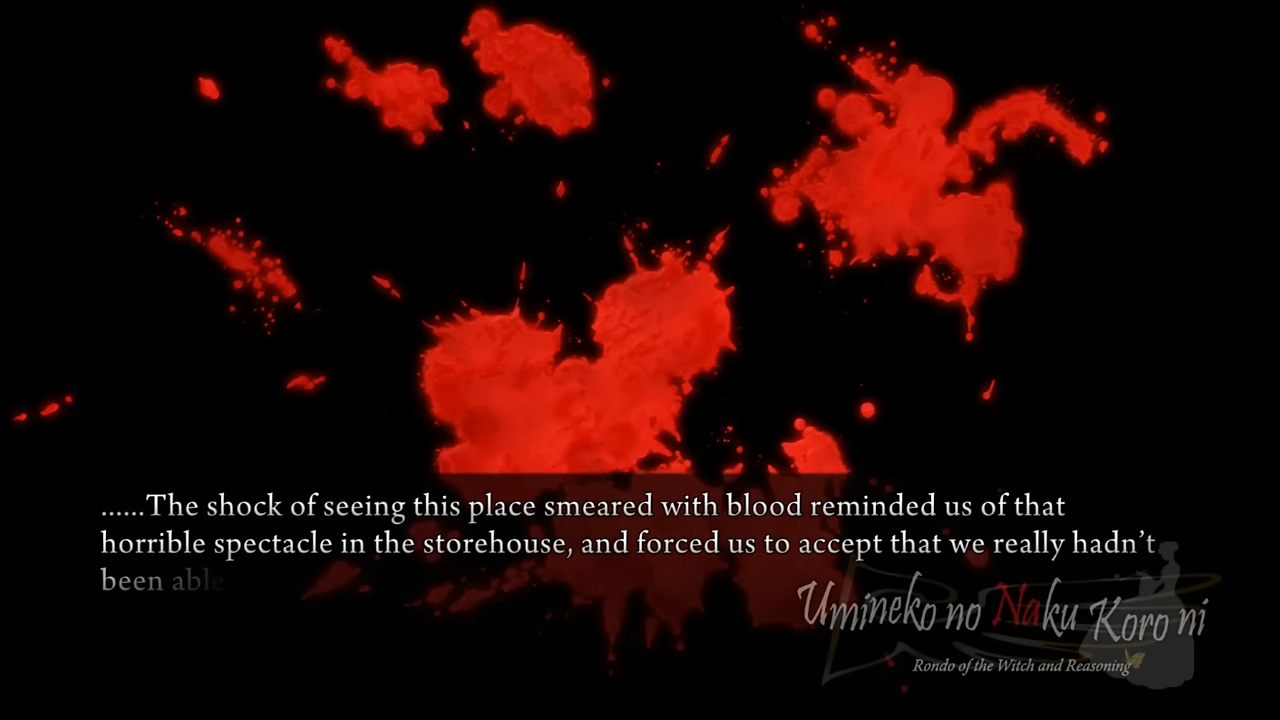 ......The shock of seeing this place smeared with blood reminded us of that
horrible spectacle in the storehouse, and forced us to accept that we really hadn't
been able
Umineko no Naku Koro ni
Rondo of the Witch and Reasoning